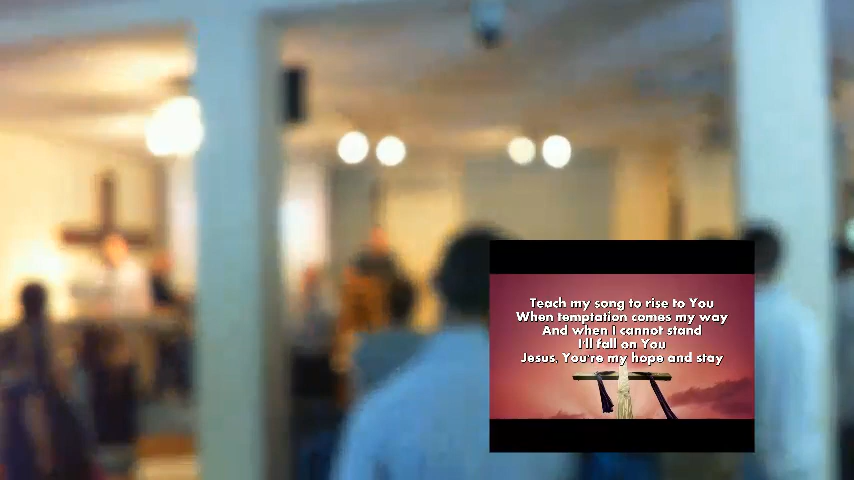 Teach my song to rise to You
When temptation comes my way
And when I cannot stand
I'll fall on You
Jesus, You're my hope and stay